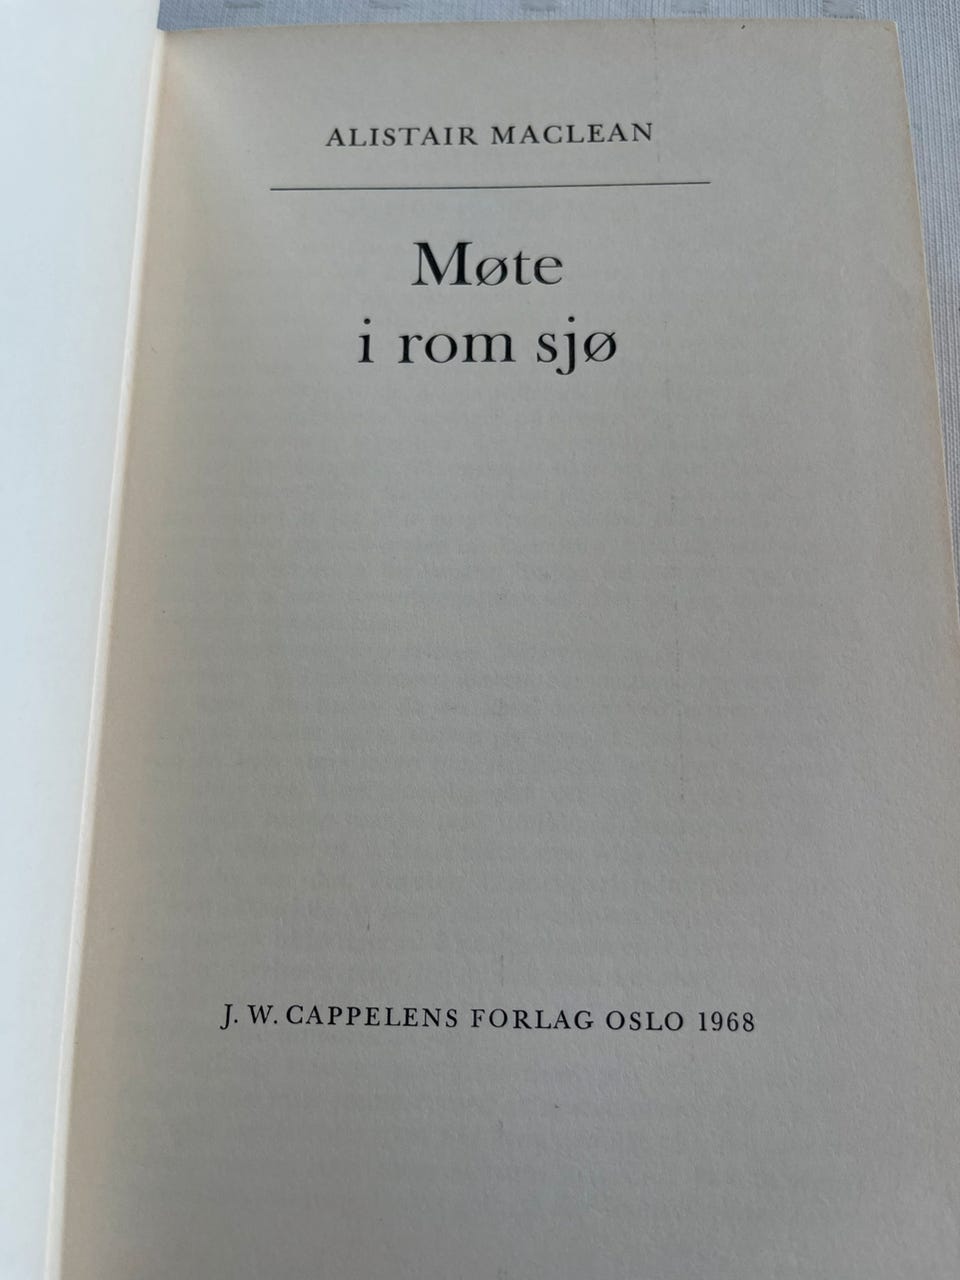 ALISTAIR MACLEAN
Møte
i rom sjø
J. W. CAPPELENS FORLAG OSLO 1968